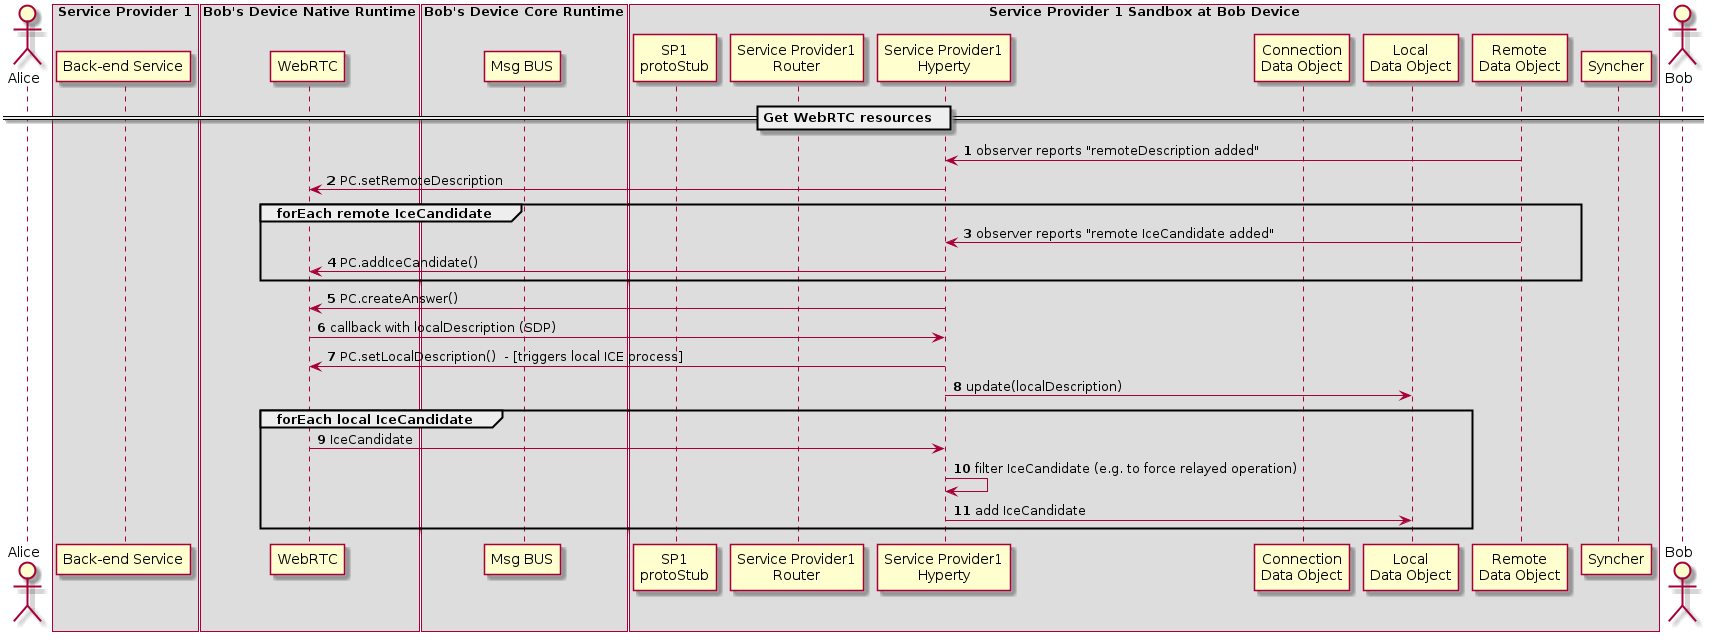 Service Provider 1
Bob's Device Native Runtime
Bob's Device Core Runtime
Service Provider 1 Sandbox at Bob Device
Alice
Back-end Service
WebRTC
Msg BUS
SP1
protoStub
Service Provider1
Router
Service Provider1
Hyperty
Connection
Data Object
Local
Data Object
Remote
Data Object
Syncher
Bob
Get WebRTC resources
1 observer reports "remoteDescription added"
2 PC.setRemoteDescription
forEach remote IceCandidate
3 observer reports "remote IceCandidate added"
4 PC.addIceCandidate()
5 PC.createAnswer()
6 callback with localDescription (SDP)
7 PC.setLocalDescription() - [triggers local ICE process]
8 update(localDescription)
forEach local IceCandidate
9 IceCandidate
10 filter IceCandidate (e.g. to force relayed operation)
11 add IceCandidate
Alice
Back-end Service
WebRTC
Msg BUS
SP1
protoStub
Service Provider1
Router
Service Provider1
Hyperty
Connection
Data Object
Local
Data Object
Remote
Data Object
Syncher
Bob